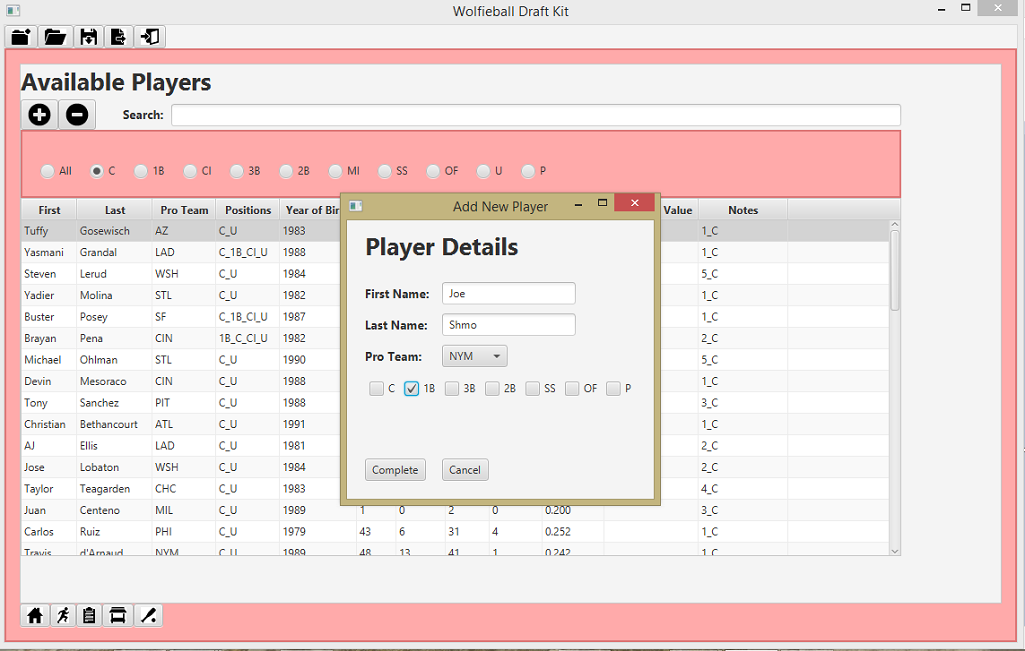 Wolfieball Draft Kit
Available Players
Search:
All C 1B CI 3B 2B MI SS OF U P
First Last Pro Team Positions Year of Bir Value Notes
Tuffy Gosewisch AZ C_U 1983 1_C
Yasmani Grandal LAD C_1B_CI_U 1988 1_C
Steven Lerud WSH C_U 1984 5_C
Yadier Molina STL C_U 1982 1_C
Buster Posey SF C_1B_CI_U 1987 1_C
Brayan Pena CIN 1B_C_CI_U 1982 2_C
Michael Ohlman STL C_U 1990 5_C
Devin Mesoraco CIN C_U 1988 1_C
Tony Sanchez PIT C_U 1988 3_C
Christian Bethancourt ATL C_U 1991 1_C
AJ Ellis LAD C_U 1981 2_C
Jose Lobaton WSH C_U 1984 2_C
Taylor Teagarden CHC C_U 1983 4_C
Juan Centeno MIL C_U 1989 1 0 2 0 0.200 3_C
Carlos Ruiz PHI C_U 1979 43 6 31 4 0.252 1_C
Travis d'Arnaud NYM C_U 1989 48 13 41 1 0.242 1_C
Add New Player
Player Details
First Name: Joe
Last Name: Shmo
Pro Team: NYM
C 1B 3B 2B SS OF P
Complete Cancel